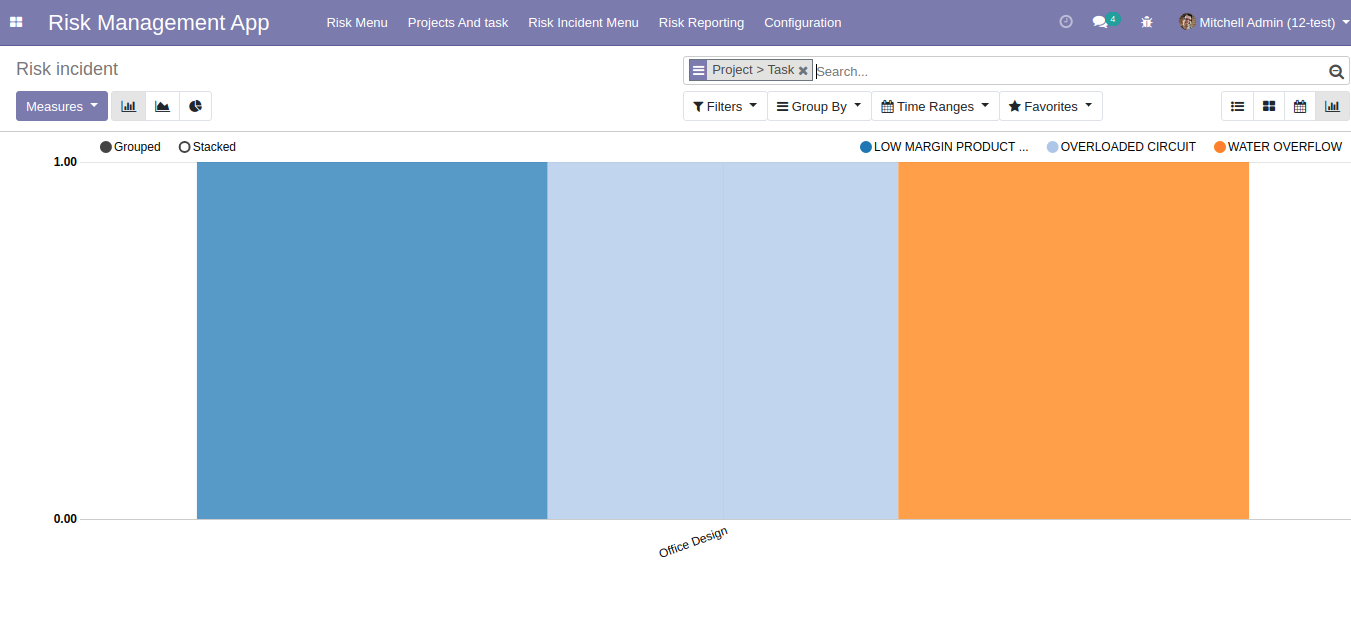 Risk Management App
Risk Menu Projects And task Risk Incident Menu Risk Reporting Configuration
4 Mitchell Admin (12-test)
Risk incident
Project > Task Search...
Measures
Filters Group By Time Ranges Favorites
Grouped Stacked
LOW MARGIN PRODUCT ... OVERLOADED CIRCUIT WATER OVERFLOW
1.00
0.00
Office Design